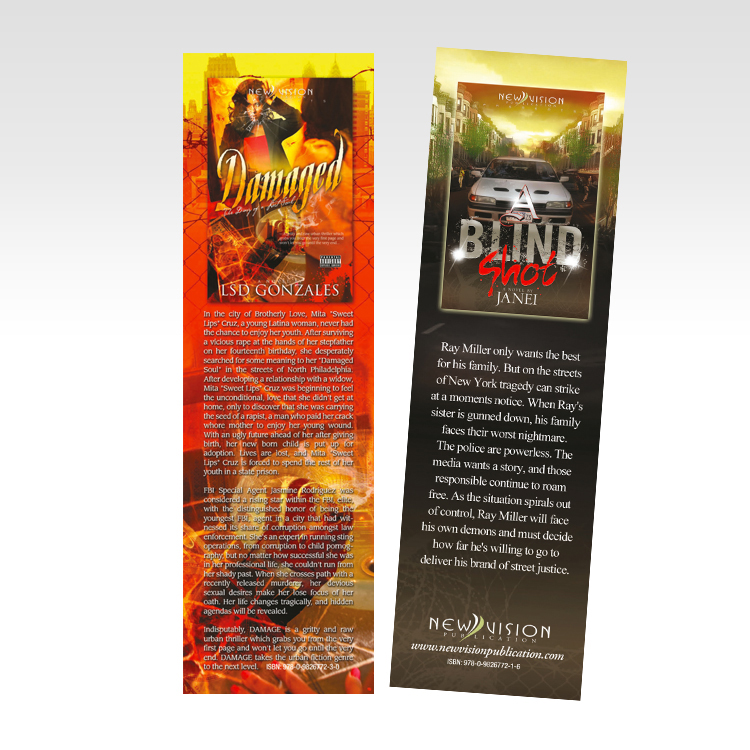 NEW VISION
Damaged
LSD GONZALES
In the city of Brotherly Love, Mita "Sweet
Lips" Cruz, a young Latina woman, never had
the chance to enjoy her youth. After surviving
a vicious rape at the hands of her stepfather
on her fourteenth birthday, she desperately
searched for some meaning to her "Damaged
Soul" in the streets of North Philadelphia.
After developing a relationship with a widow,
Mita "Sweet Lips" Cruz was beginning to feel
the unconditional, love that she didn't get at
home, only to discover that she was carrying
the seed of a rapist, a man who paid her crack
whore mother to enjoy her young wound.
With an ugly future ahead of her after giving
birth, her new born child is put up for
adoption. Lives are lost, and Mita "Sweet
Lips" Cruz is forced to spend the rest of her
youth in a state prison.
FBI Special Agent Jasmine Rodriguez was
considered a rising star within the FBI, elite,
with the distinguished honor of being the
youngest FBI, agent in a city that had wit-
nessed its share of corruption amongst law
enforcement. She's an expert in running sting
operations, from corruption to child pornog-
raphy, but no matter how successful she was
in her professional life, she couldn't run from
her shady past. When she crosses path with a
recently released murderer, her devious
sexual desires make her lose focus of her
oath. Her life changes tragically, and hidden
agendas will be revealed.
Indisputably, DAMAGE is a gritty and raw
urban thriller which grabs you from the very
first page and won't let you go until the very
end. DAMAGE takes the urban fiction genre
to the next level. ISBN: 978-0-9826772-3-0
NEW VISION
A
BLIND
Shot
A NOVEL BY
JANEI
Ray Miller only wants the best
for his family. But on the streets
of New York tragedy can strike
at a moments notice. When Ray's
sister is gunned down, his family
faces their worst nightmare.
The police are powerless. The
media wants a story, and those
responsible continue to roam
free. As the situation spirals out
of control, Ray Miller will face
his own demons and must decide
how far he's willing to go to
deliver his brand of street justice.
NEW VISION
PUBLICATION
www.newvisionpublication.com
ISBN: 978-0-9826772-1-6